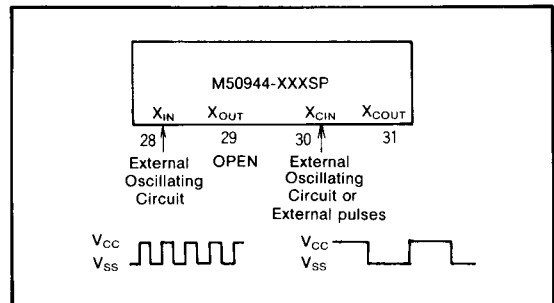 M50944-XXXSP
XIN XOUT XCIN XCOUT
28 29 30 31
External OPEN External
Oscillating Oscillating
Circuit Circuit or
External pulses
VCC VCC
VSS VSS